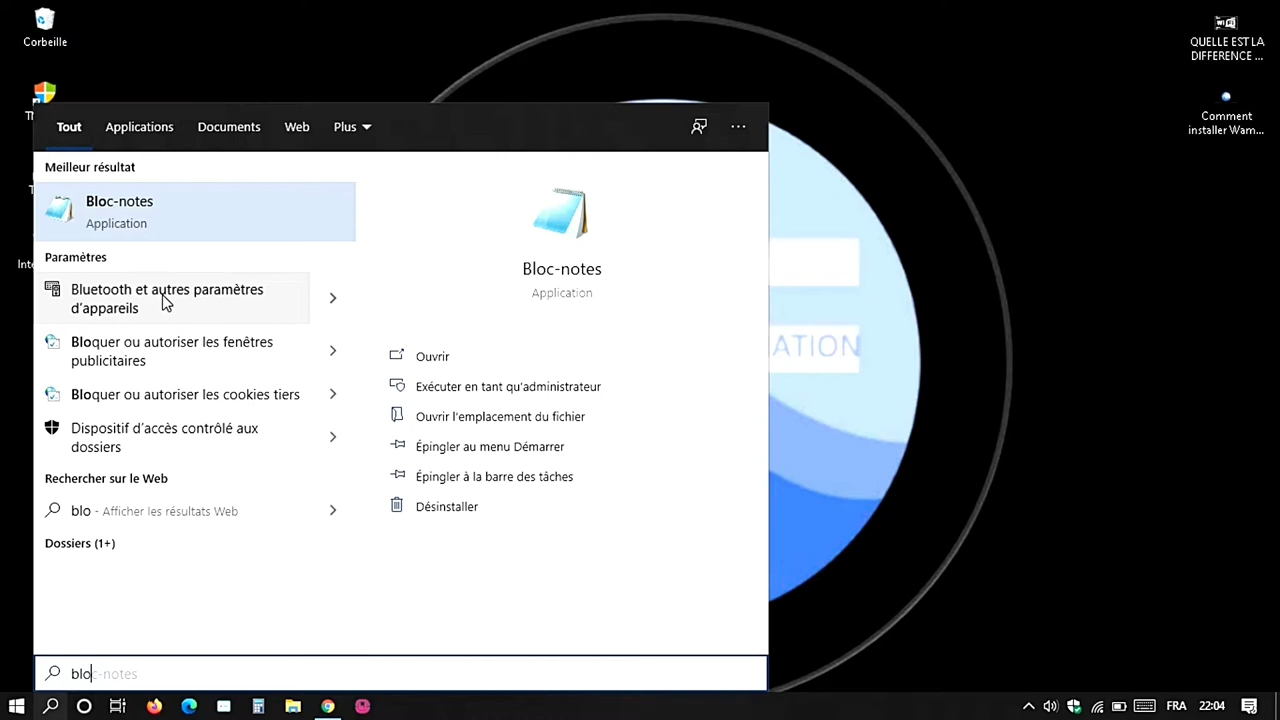 Corbeille
QUELLE EST LA
DIFFERENCE ...
Comment
installer Wam...
Tout
Applications
Documents
Web
Plus
Meilleur résultat
Bloc-notes
Application
Paramètres
Bluetooth et autres paramètres
d'appareils
Bloquer ou autoriser les fenêtres
publicitaires
Bloquer ou autoriser les cookies tiers
Dispositif d'accès contrôlé aux
dossiers
Rechercher sur le Web
blo - Afficher les résultats Web
Dossiers (1+)
Bloc-notes
Application
Ouvrir
Exécuter en tant qu'administrateur
Ouvrir l'emplacement du fichier
Épingler au menu Démarrer
Épingler à la barre des tâches
Désinstaller
ATION
bloc-notes
FRA
22:04